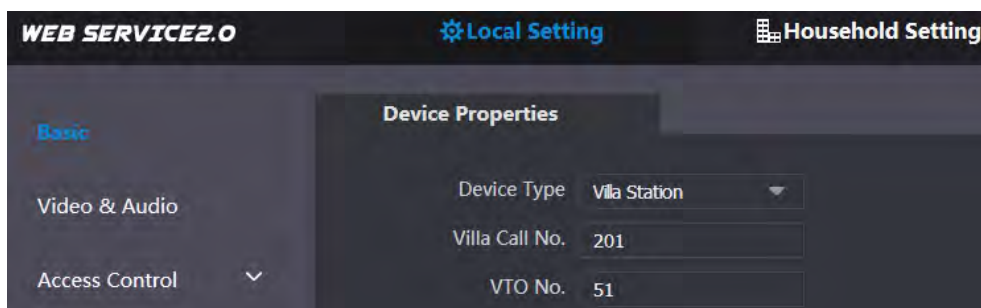 WEB SERVICE2.0 Local Setting Household Setting
Basic
Device Properties
Video & Audio
Access Control
Device Type Villa Station
Villa Call No. 201
VTO No. 51